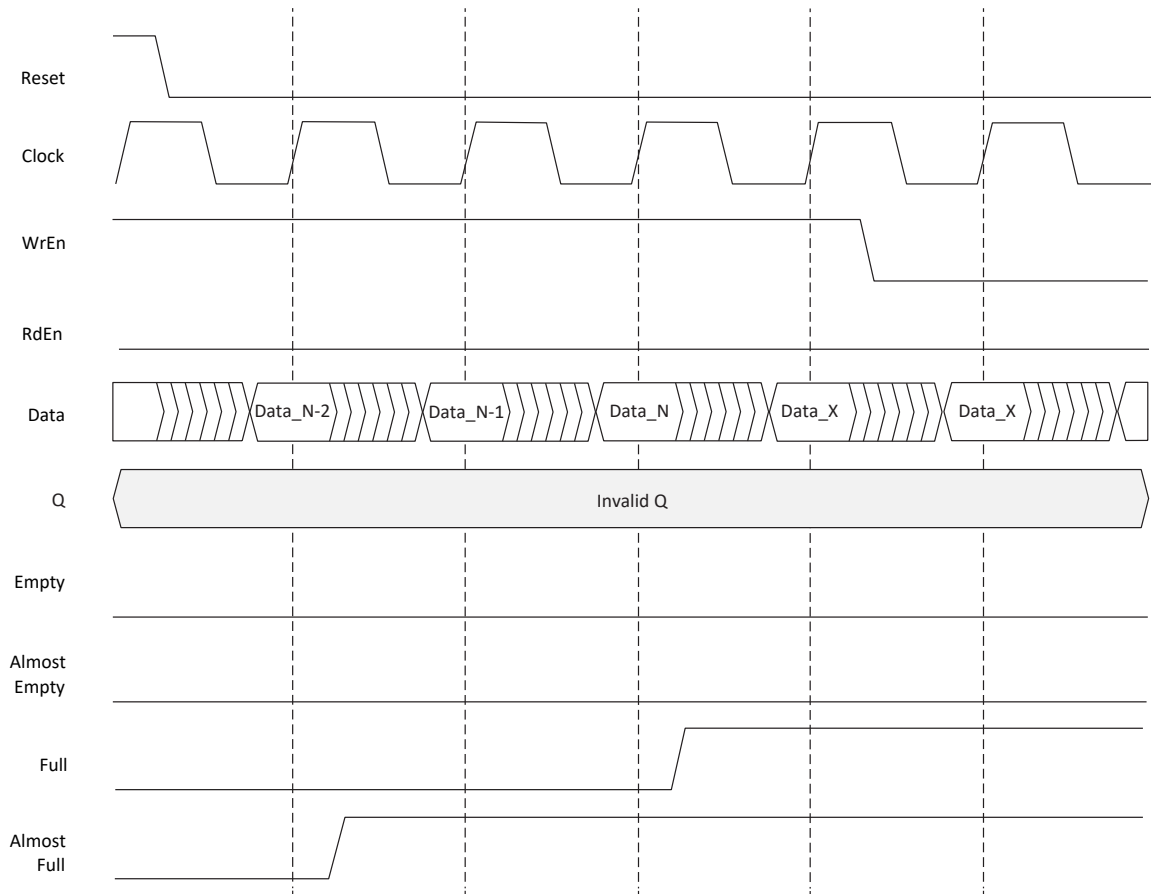 Reset
Clock
WrEn
RdEn
Data
Data_N-2
Data_N-1
Data_N
Data_X
Data_X
Q
Invalid Q
Empty
Almost
Empty
Full
Almost
Full